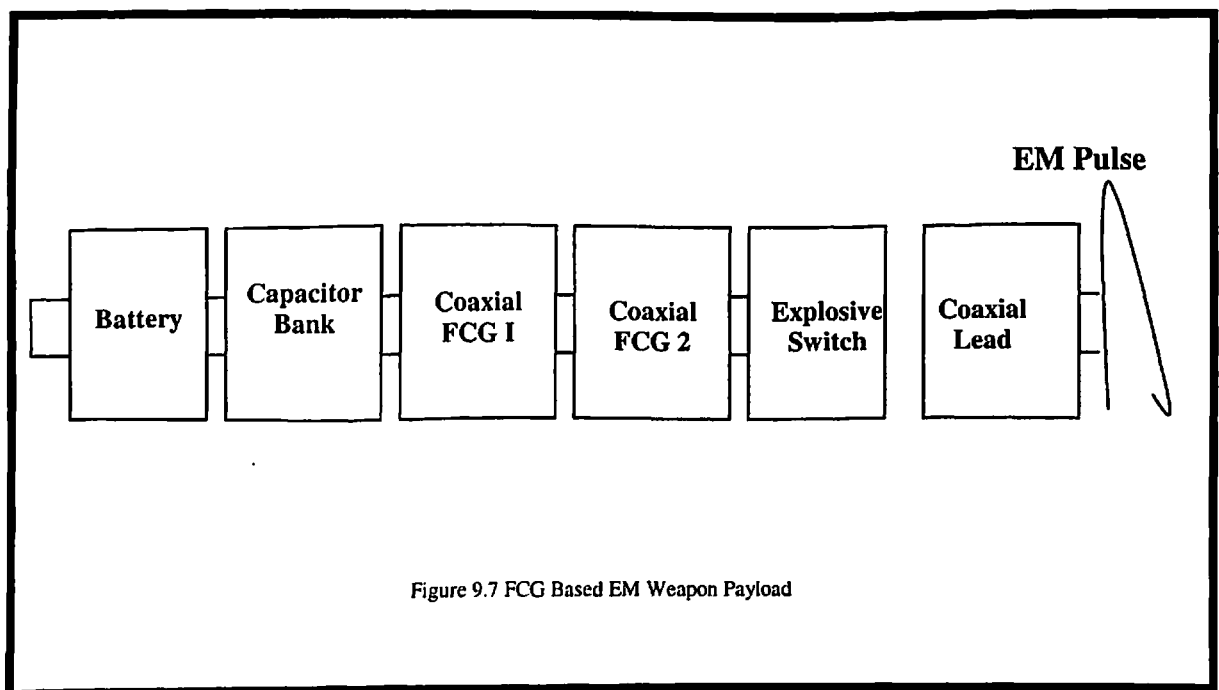 EM Pulse
Battery
Capacitor
Bank
Coaxial
FCG I
Coaxial
FCG 2
Explosive
Switch
Coaxial
Lead
Figure 9.7 FCG Based EM Weapon Payload